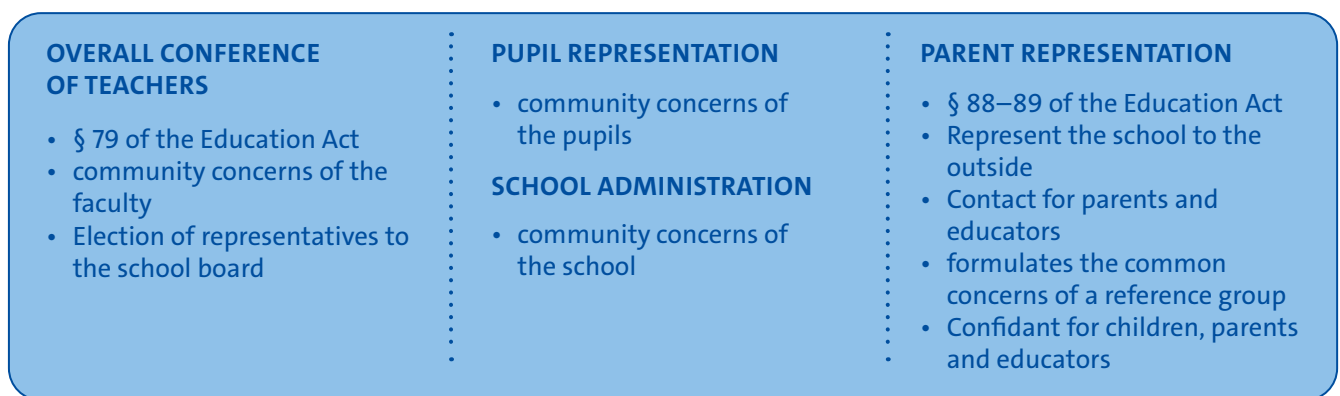 OVERALL CONFERENCE
OF TEACHERS
• § 79 of the Education Act
• community concerns of the
faculty
• Election of representatives to
the school board
PUPIL REPRESENTATION
• community concerns of
the pupils
SCHOOL ADMINISTRATION
• community concerns of
the school
PARENT REPRESENTATION
• § 88–89 of the Education Act
• Represent the school to the
outside
• Contact for parents and
educators
• formulates the common
concerns of a reference group
• Confidant for children, parents
and educators